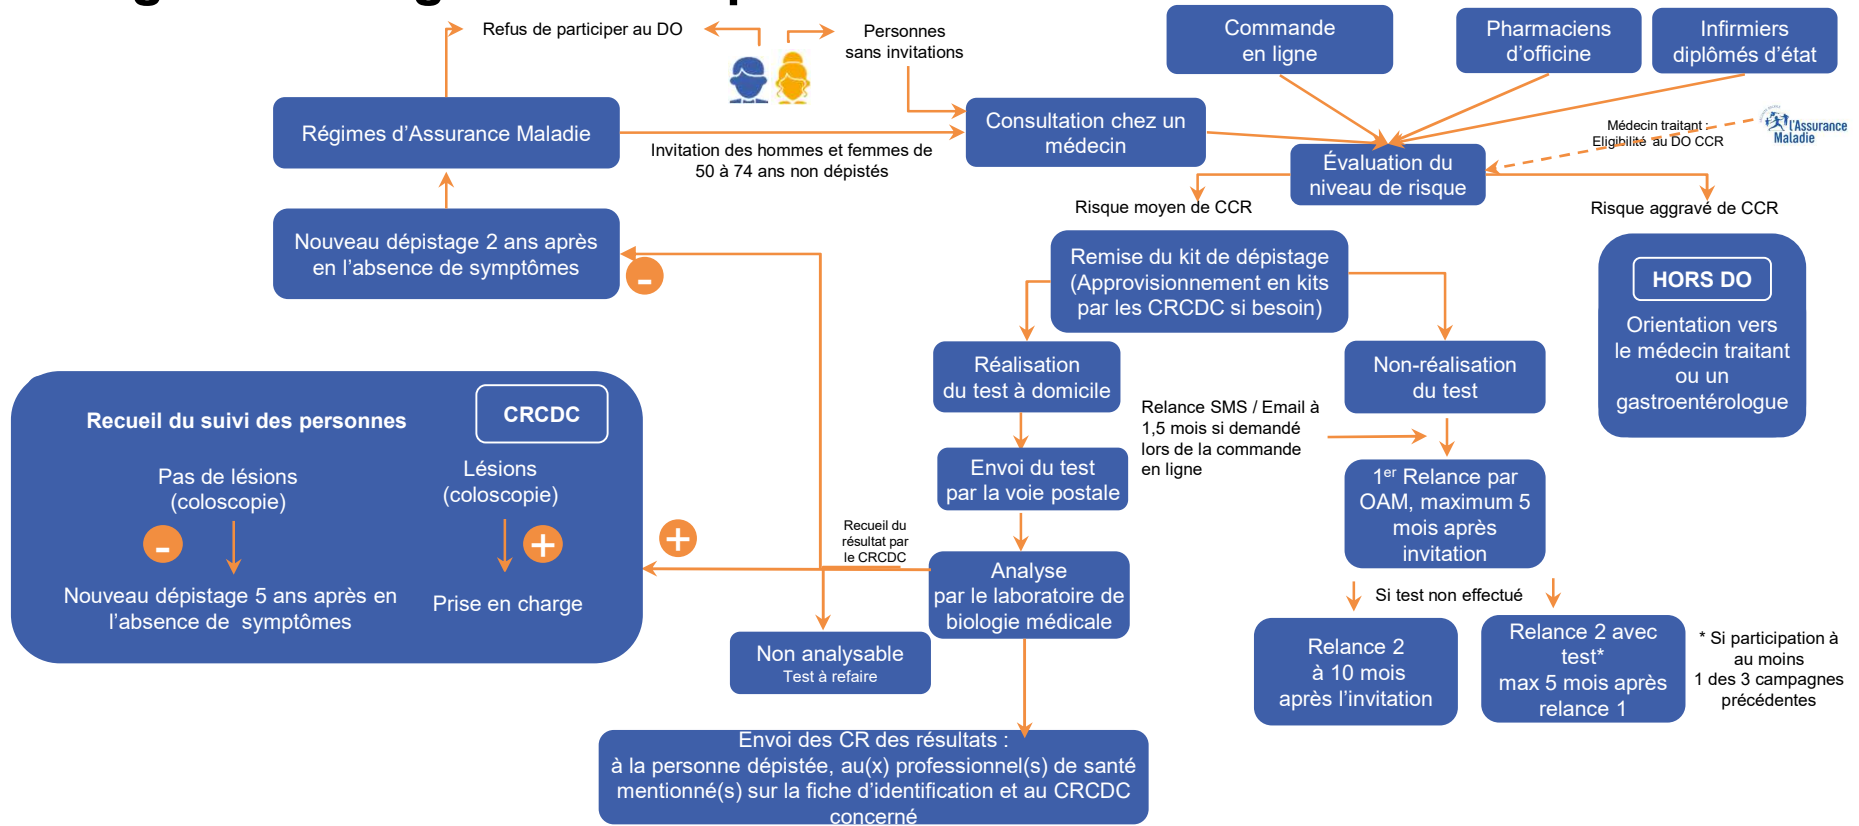 Refus de participer au DO
Personnes
sans invitations
Commande
en ligne
Pharmaciens
d'officine
Infirmiers
diplômés d'état
Régimes d'Assurance Maladie
Invitation des hommes et femmes de
50 à 74 ans non dépistés
Consultation chez un
médecin
Médecin traitant :
Eligibilité au DO CCR
l'Assurance
Maladie
Évaluation du
niveau de risque
Risque moyen de CCR
Risque aggravé de CCR
Nouveau dépistage 2 ans après
en l'absence de symptômes
-
Remise du kit de dépistage
(Approvisionnement en kits
par les CRCDC si besoin)
HORS DO
Orientation vers
le médecin traitant
ou un
gastroentérologue
Réalisation
du test à domicile
Non-réalisation
du test
Relance SMS / Email à
1,5 mois si demandé
lors de la commande
en ligne
Envoi du test
par la voie postale
1er Relance par
OAM, maximum 5
mois après
invitation
Recueil du suivi des personnes
CRCDC
Pas de lésions
(coloscopie)
Lésions
(coloscopie)
-
+
+
Nouveau dépistage 5 ans après en
l'absence de symptômes
Prise en charge
Recueil du
résultat par
le CRCDC
Analyse
par le laboratoire de
biologie médicale
Non analysable
Test à refaire
Si test non effectué
Relance 2
à 10 mois
après l'invitation
Relance 2 avec
test*
max 5 mois après
relance 1
* Si participation à
au moins
1 des 3 campagnes
précédentes
Envoi des CR des résultats :
à la personne dépistée, au(x) professionnel(s) de santé
mentionné(s) sur la fiche d'identification et au CRCDC
concerné